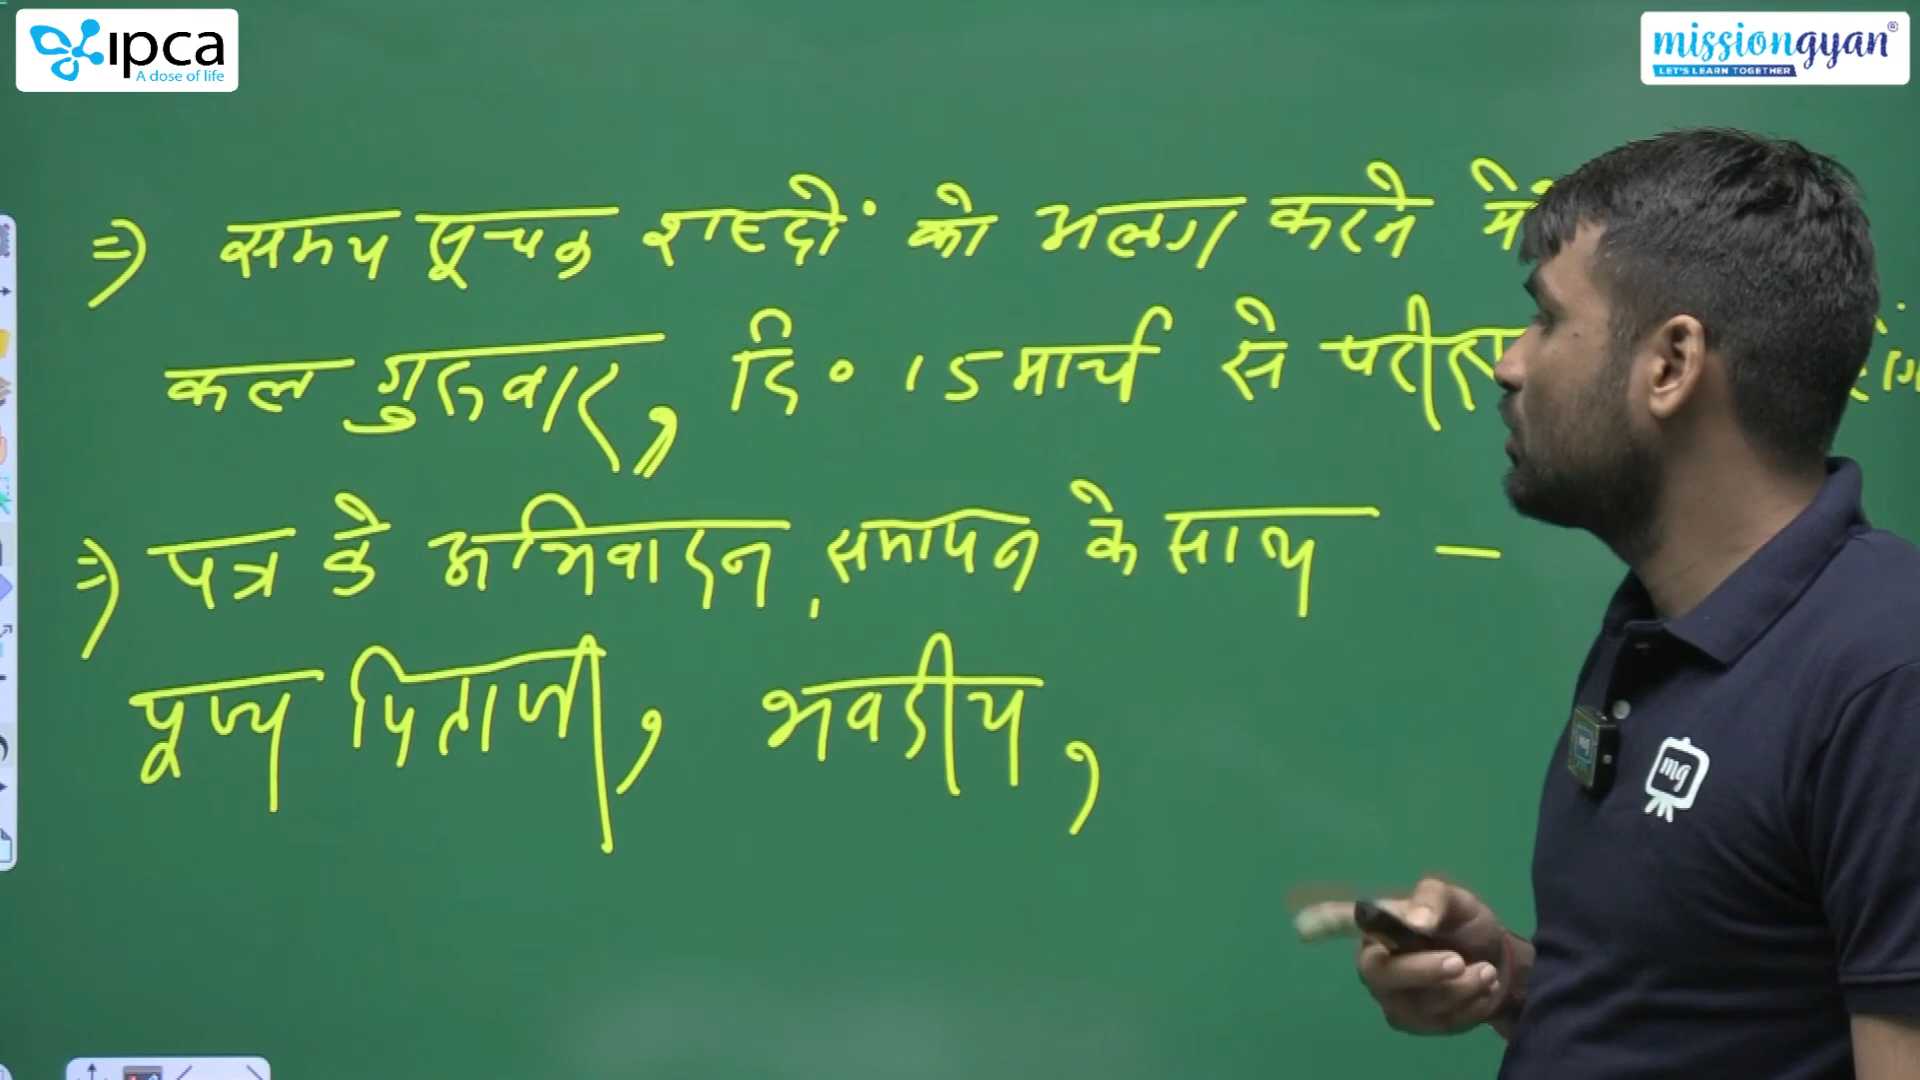 ipca
A dose of life
missiongyan
LET'S LEARN TOGETHER
⇒ समय सूचक शब्दों को अलग करने में
कल गुरुवार, दि० 15 मार्च से
⇒ पत्र के अभिवादन, समापन के साथ —
पूज्य पिताजी, भवदीय,
mg